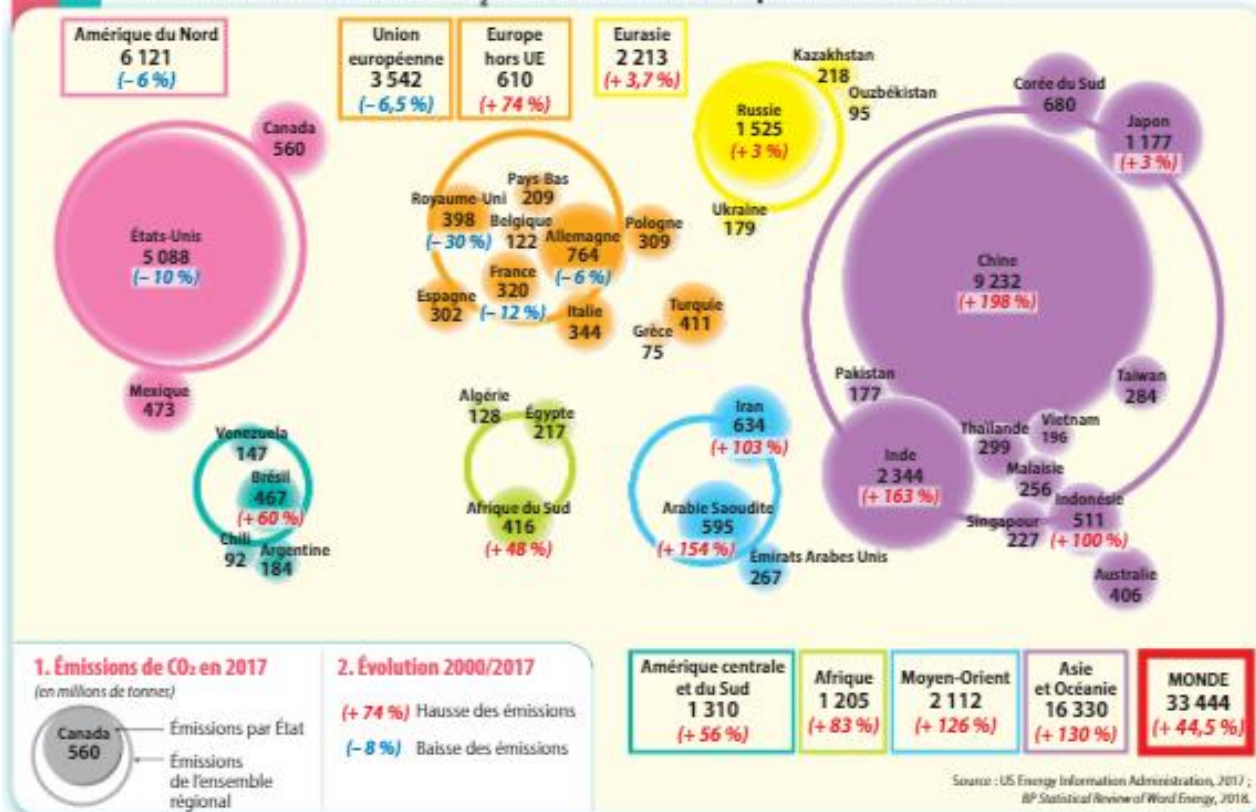 Amérique du Nord
6 121
(– 6 %)
Union
européenne
3 542
(– 6,5 %)
Europe
hors UE
610
(+ 74 %)
Eurasie
2 213
(+ 3,7 %)
Kazakhstan
218
Ouzbékistan
95
Russie
1 525
(+ 3 %)
Ukraine
179
Corée du Sud
680
Japon
1 177
(+ 3 %)
Canada
560
États-Unis
5 088
(– 10 %)
Mexique
473
Pays-Bas
209
Royaume-Uni
398
(– 30 %)
Belgique
122
Allemagne
764
(– 6 %)
Pologne
309
France
320
(– 12 %)
Espagne
302
Italie
344
Grèce
75
Turquie
411
Chine
9 232
(+ 198 %)
Pakistan
177
Taiwan
284
Inde
2 344
(+ 163 %)
Thaïlande
299
Vietnam
196
Malaisie
256
Indonésie
511
(+ 100 %)
Singapour
227
Australie
406
Venezuela
147
Brésil
467
(+ 60 %)
Chili
92
Argentine
184
Algérie
128
Égypte
217
Afrique du Sud
416
(+ 48 %)
Iran
634
(+ 103 %)
Arabie Saoudite
595
(+ 154 %)
Emirats Arabes Unis
267
1. Émissions de CO₂ en 2017
(en millions de tonnes)
Canada
560
Émissions par État
Émissions
de l'ensemble
régional
2. Évolution 2000/2017
(+ 74 %) Hausse des émissions
(– 8 %) Baisse des émissions
Amérique centrale
et du Sud
1 310
(+ 56 %)
Afrique
1 205
(+ 83 %)
Moyen-Orient
2 112
(+ 126 %)
Asie
et Océanie
16 330
(+ 130 %)
MONDE
33 444
(+ 44,5 %)
Source : US Energy Information Administration, 2017 ;
BP Statistical Review of Word Energy, 2018.